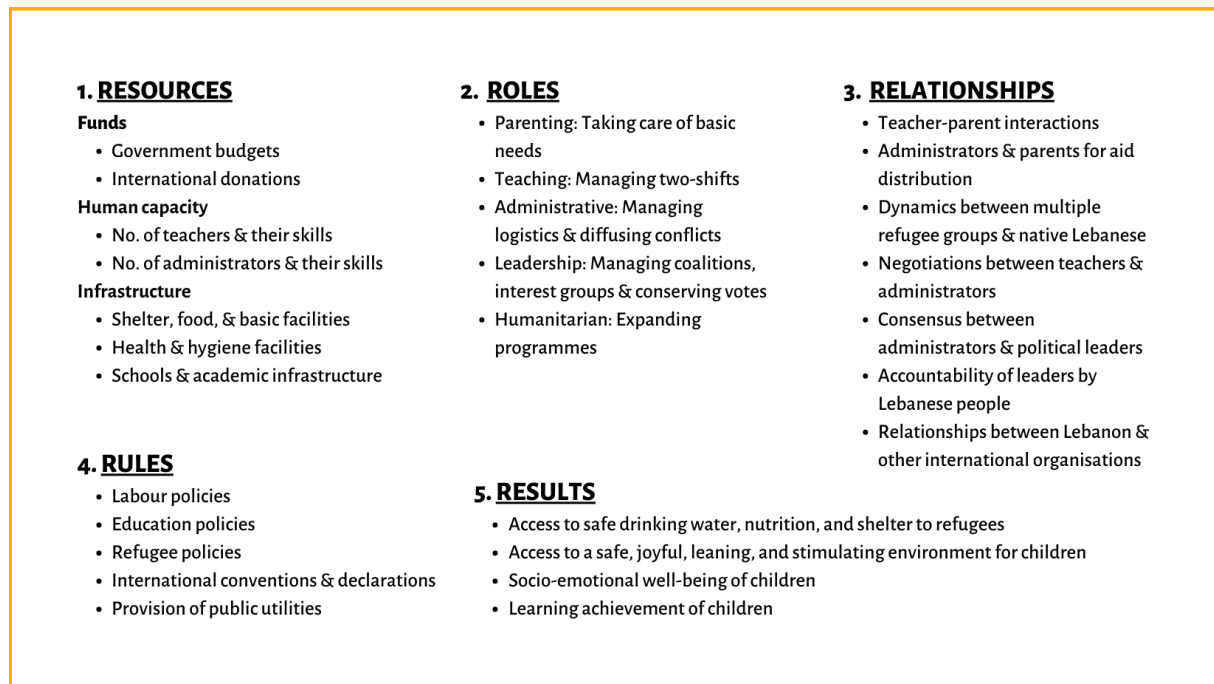 1. RESOURCES
Funds
• Government budgets
• International donations
Human capacity
• No. of teachers & their skills
• No. of administrators & their skills
Infrastructure
• Shelter, food, & basic facilities
• Health & hygiene facilities
• Schools & academic infrastructure
2. ROLES
• Parenting: Taking care of basic
needs
• Teaching: Managing two-shifts
• Administrative: Managing
logistics & diffusing conflicts
• Leadership: Managing coalitions,
interest groups & conserving votes
• Humanitarian: Expanding
programmes
3. RELATIONSHIPS
• Teacher-parent interactions
• Administrators & parents for aid
distribution
• Dynamics between multiple
refugee groups & native Lebanese
• Negotiations between teachers &
administrators
• Consensus between
administrators & political leaders
• Accountability of leaders by
Lebanese people
• Relationships between Lebanon &
other international organisations
4. RULES
• Labour policies
• Education policies
• Refugee policies
• International conventions & declarations
• Provision of public utilities
5. RESULTS
• Access to safe drinking water, nutrition, and shelter to refugees
• Access to a safe, joyful, leaning, and stimulating environment for children
• Socio-emotional well-being of children
• Learning achievement of children